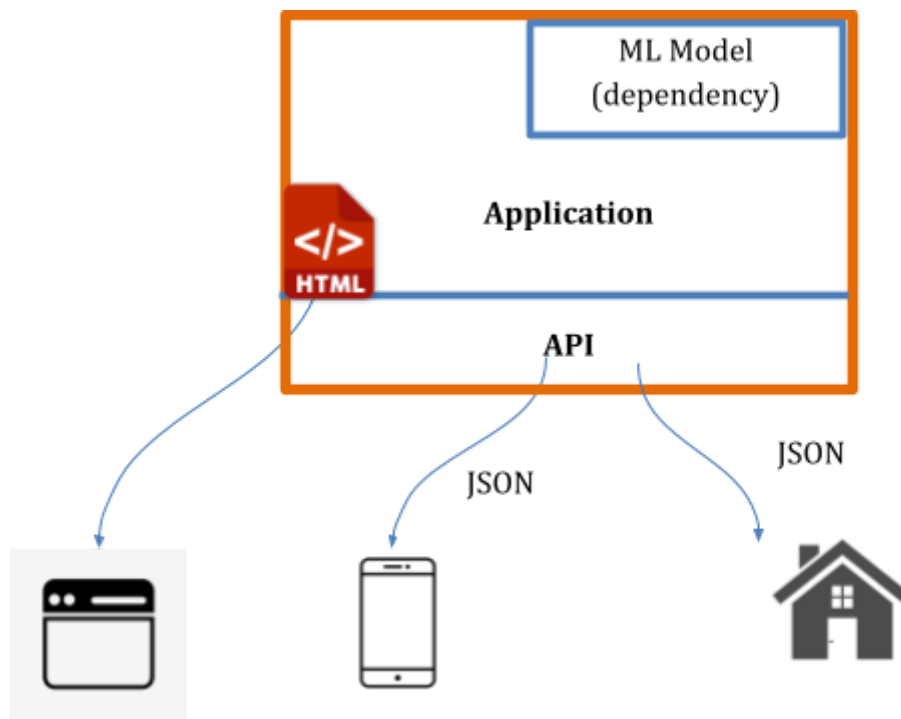 ML Model
(dependency)
Application
</>
HTML
API
JSON
JSON